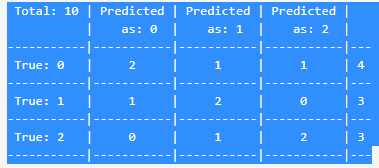 Total: 10 | Predicted | Predicted | Predicted |
          |    as: 0  |    as: 1  |    as: 2  |
----------|-----------|-----------|-----------|---
True: 0   |     2     |     1     |     1     | 4
----------|-----------|-----------|-----------|---
True: 1   |     1     |     2     |     0     | 3
----------|-----------|-----------|-----------|---
True: 2   |     0     |     1     |     2     | 3
----------|-----------|-----------|-----------|---